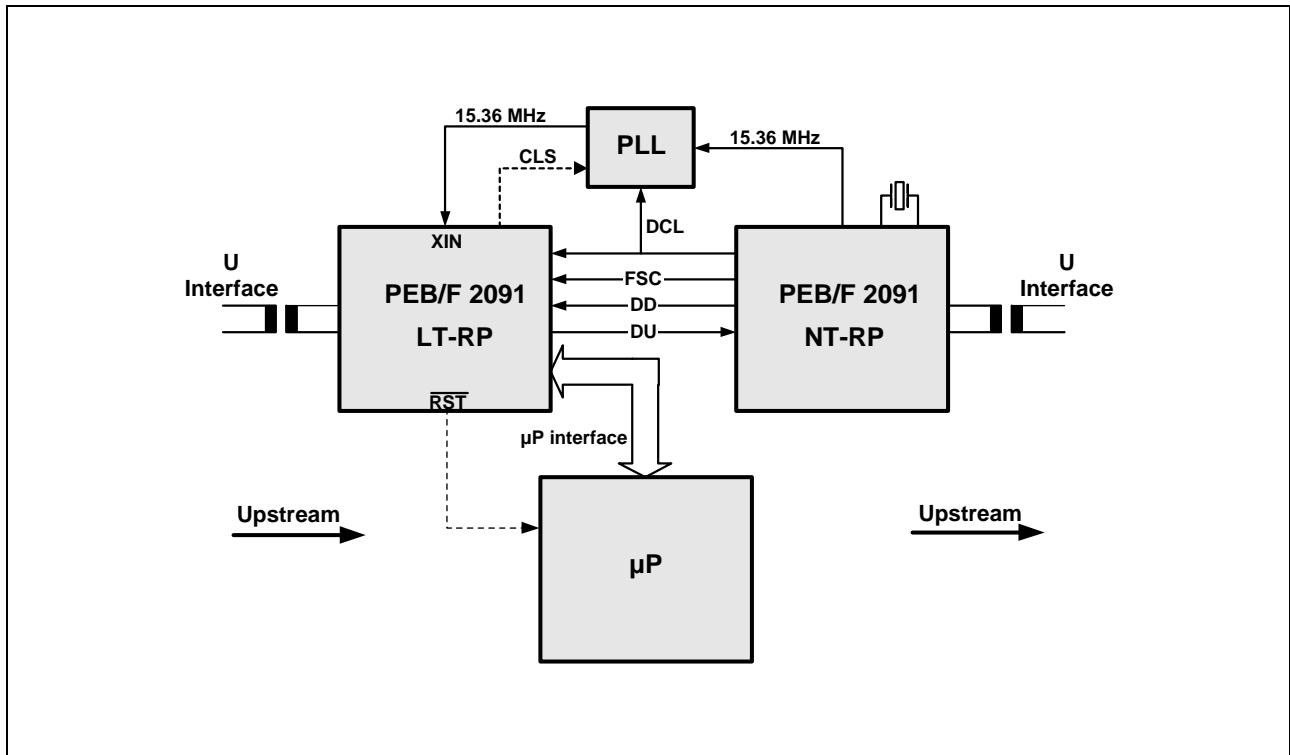 15.36 MHz
PLL
15.36 MHz
CLS
DCL
XIN
U
Interface
PEB/F 2091
LT-RP
FSC
DD
DU
PEB/F 2091
NT-RP
U
Interface
RST
µP interface
Upstream
Upstream
µP